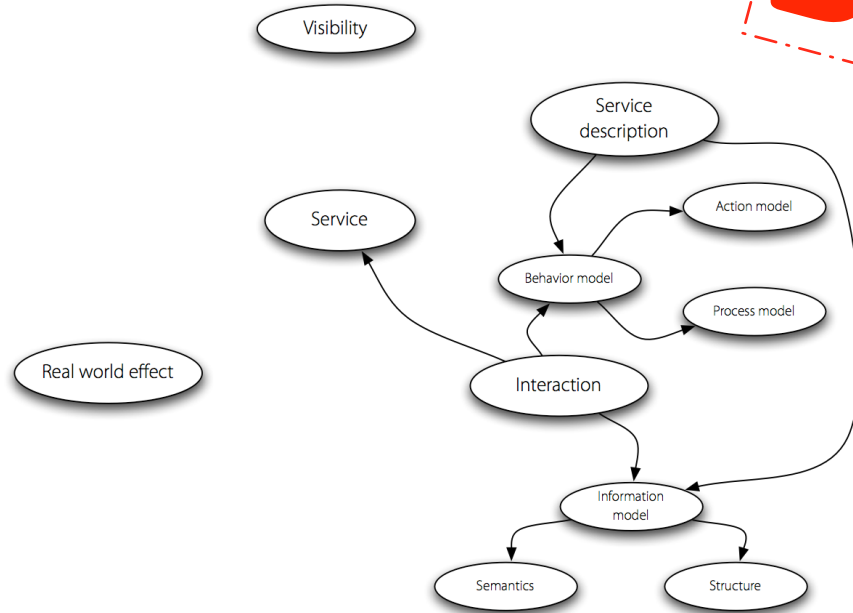 Visibility
Service
description
Action model
Service
Behavior model
Process model
Real world effect
Interaction
Information
model
Semantics
Structure